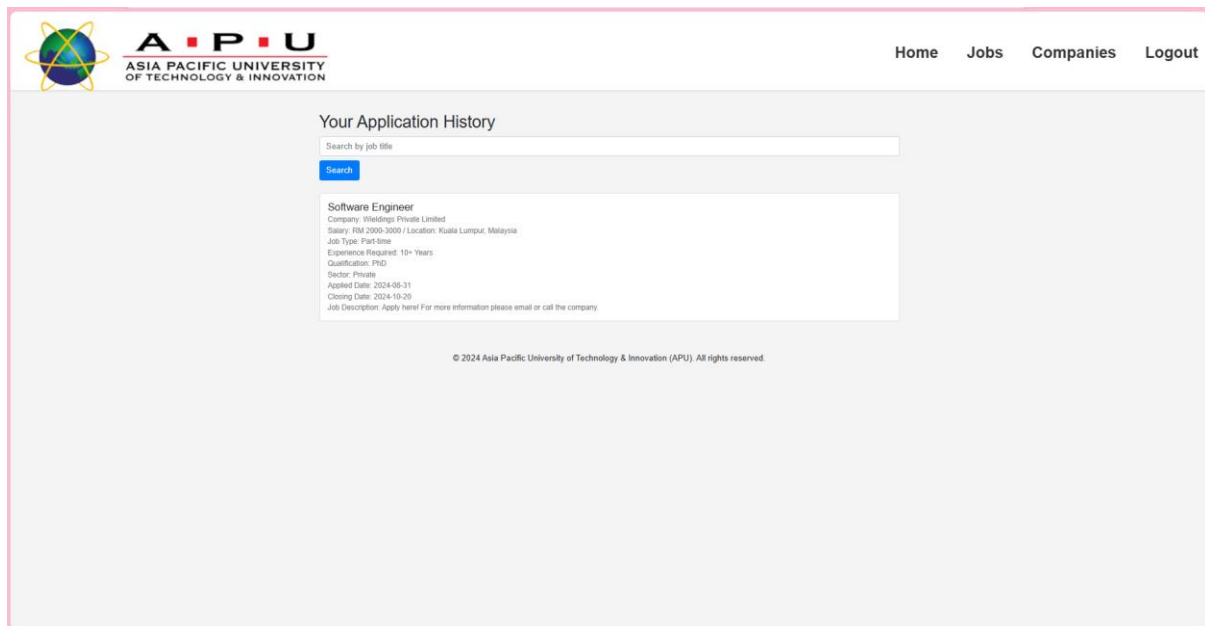 A P U
ASIA PACIFIC UNIVERSITY
OF TECHNOLOGY & INNOVATION
Home Jobs Companies Logout
Your Application History
Search by job title
Search
Software Engineer
Company: Wieldings Private Limited
Salary: RM 2000-3000 / Location: Kuala Lumpur, Malaysia
Job Type: Part-time
Experience Required: 10+ Years
Qualification: PhD
Sector: Private
Applied Date: 2024-08-31
Closing Date: 2024-10-20
Job Description: Apply here! For more information please email or call the company.
© 2024 Asia Pacific University of Technology & Innovation (APU). All rights reserved.